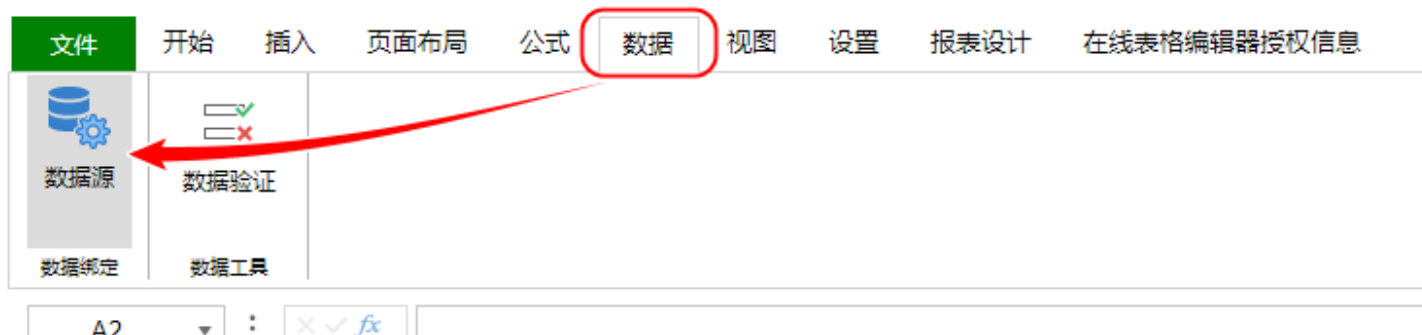 文件 开始 插入 页面布局 公式 数据 视图 设置 报表设计 在线表格编辑器授权信息
数据源 数据验证
数据绑定 数据工具
A2 fx